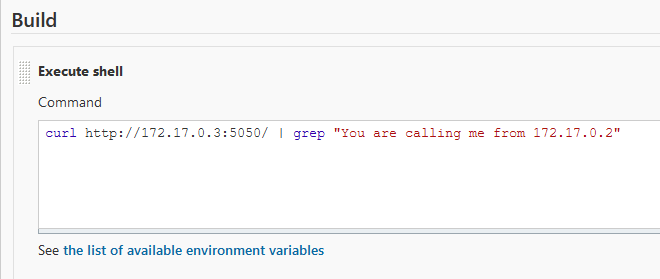 Build
Execute shell
Command
curl http://172.17.0.3:5050/ | grep "You are calling me from 172.17.0.2"
See the list of available environment variables